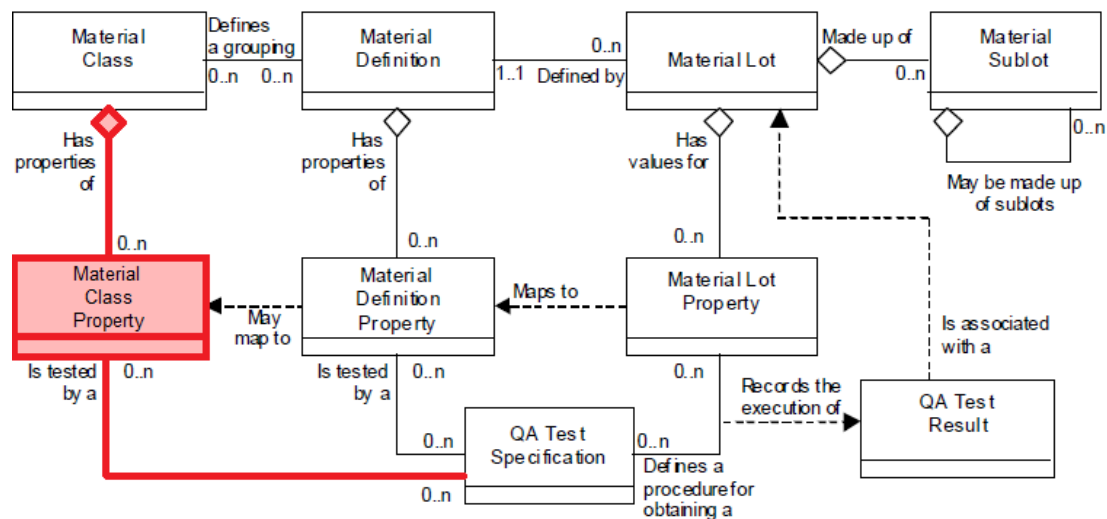 Material
Class
Defines
a grouping
0..n
0..n
Material
Definition
1..1
0..n
Defined by
Material Lot
Made up of
0..n
Material
Sublot
0..n
May be made up
of sublots
Has
properties
of
0..n
Has
properties
of
0..n
Has
values for
0..n
Material
Class
Property
May
map to
Material
Definition
Property
Maps to
Material Lot
Property
Is associated
with a
Is tested
by a
0..n
Is tested
by a
0..n
0..n
Records the
execution of
QA Test
Result
0..n
0..n
QA Test
Specification
0..n
Defines a
procedure for
obtaining a